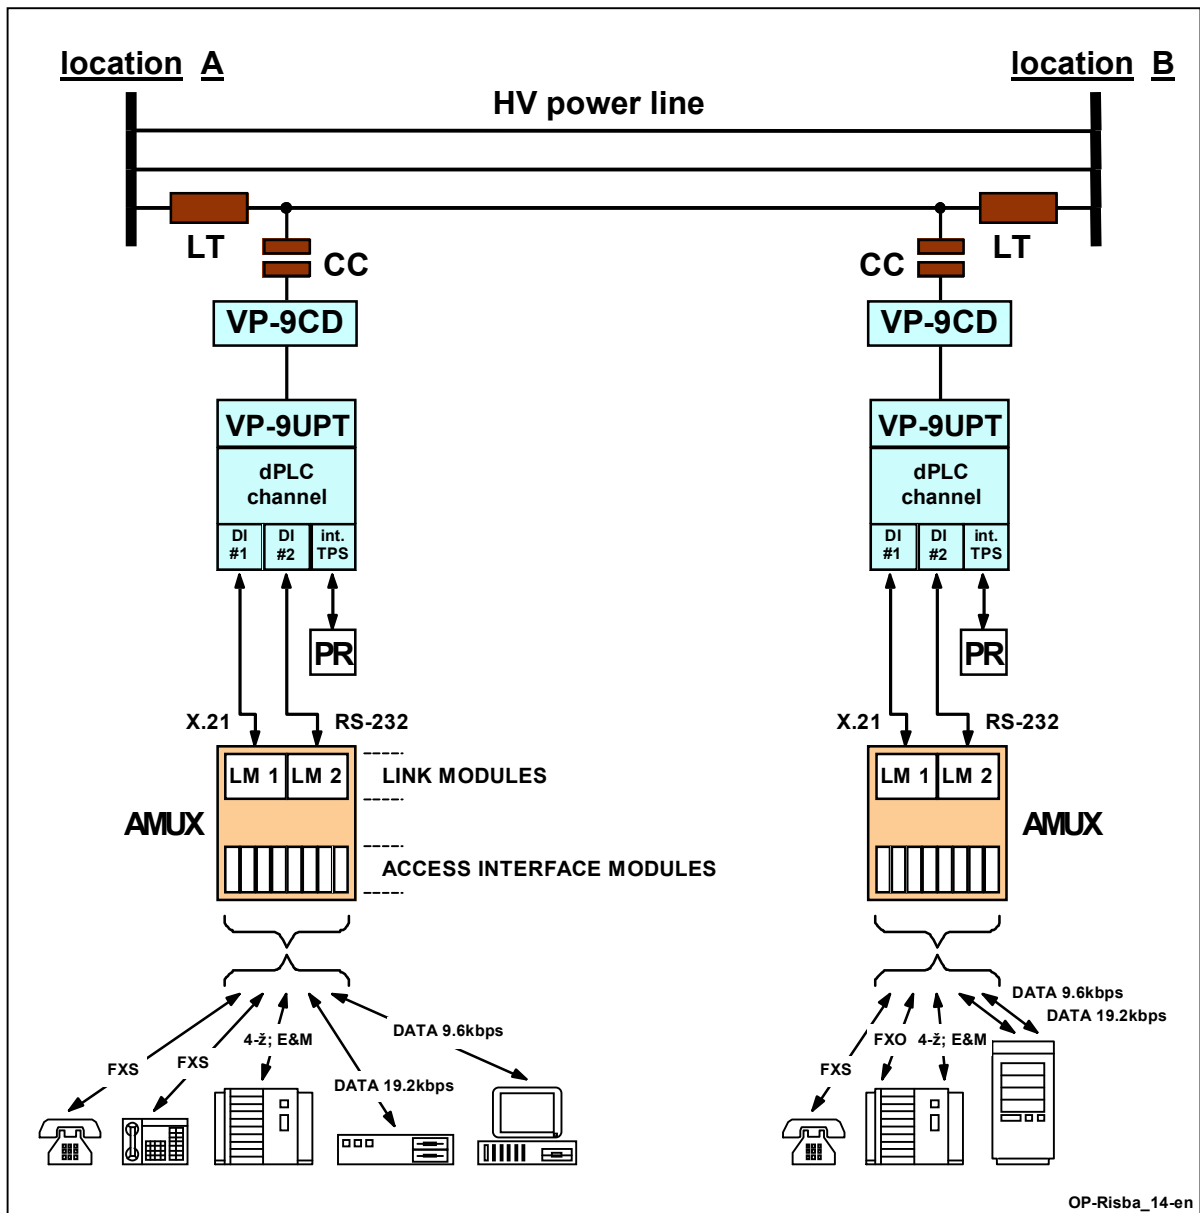 location A
location B
HV power line
LT
CC
CC
LT
VP-9CD
VP-9CD
VP-9UPT
VP-9UPT
dPLC
channel
dPLC
channel
DI
#1
DI
#2
int.
TPS
DI
#1
DI
#2
int.
TPS
PR
PR
X.21
RS-232
X.21
RS-232
LM 1
LM 2
LINK MODULES
LM 1
LM 2
AMUX
AMUX
ACCESS INTERFACE MODULES
FXS
FXS
4-ž; E&M
DATA 19.2kbps
DATA 9.6kbps
FXS
FXO
4-ž; E&M
DATA 9.6kbps
DATA 19.2kbps
OP-Risba_14-en